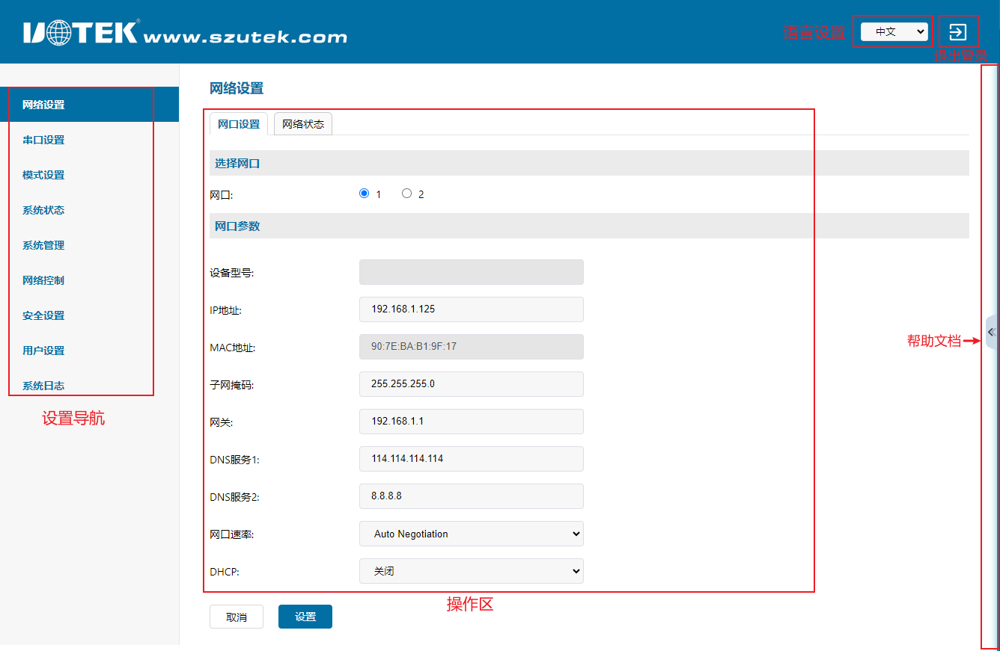 UOTEK® www.szutek.com
语言设置
中文
退出登录
网络设置
串口设置
模式设置
系统状态
系统管理
网络控制
安全设置
用户设置
系统日志
设置导航
网络设置
网口设置 网络状态
选择网口
网口: 1 2
网口参数
设备型号:
IP地址: 192.168.1.125
MAC地址: 90:7E:BA:B1:9F:17
子网掩码: 255.255.255.0
网关: 192.168.1.1
DNS服务1: 114.114.114.114
DNS服务2: 8.8.8.8
网口速率: Auto Negotiation
DHCP: 关闭
操作区
取消 设置
帮助文档